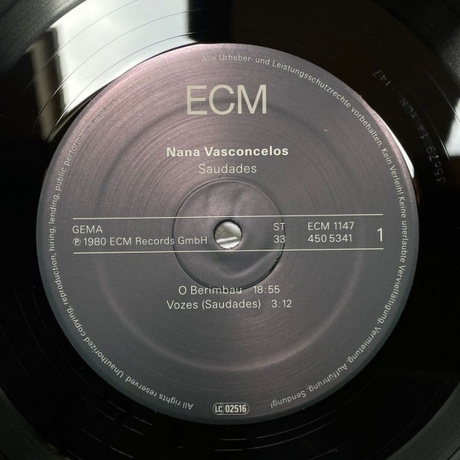 Alle Urheber- und Leistungsschutzrechte vorbehalten. Kein Verleih! Keine unerlaubte Vervielfältigung, Vermietung, Aufführung, Sendung!
ECM
Nana Vasconcelos
Saudades
GEMA
ST
ECM 1147
℗ 1980 ECM Records GmbH
33
450 5341
1
O Berimbau 18:55
Vozes (Saudades) 3:12
LC 02516
All rights reserved Unauthorized copying, reproduction, hiring, lending, public performance